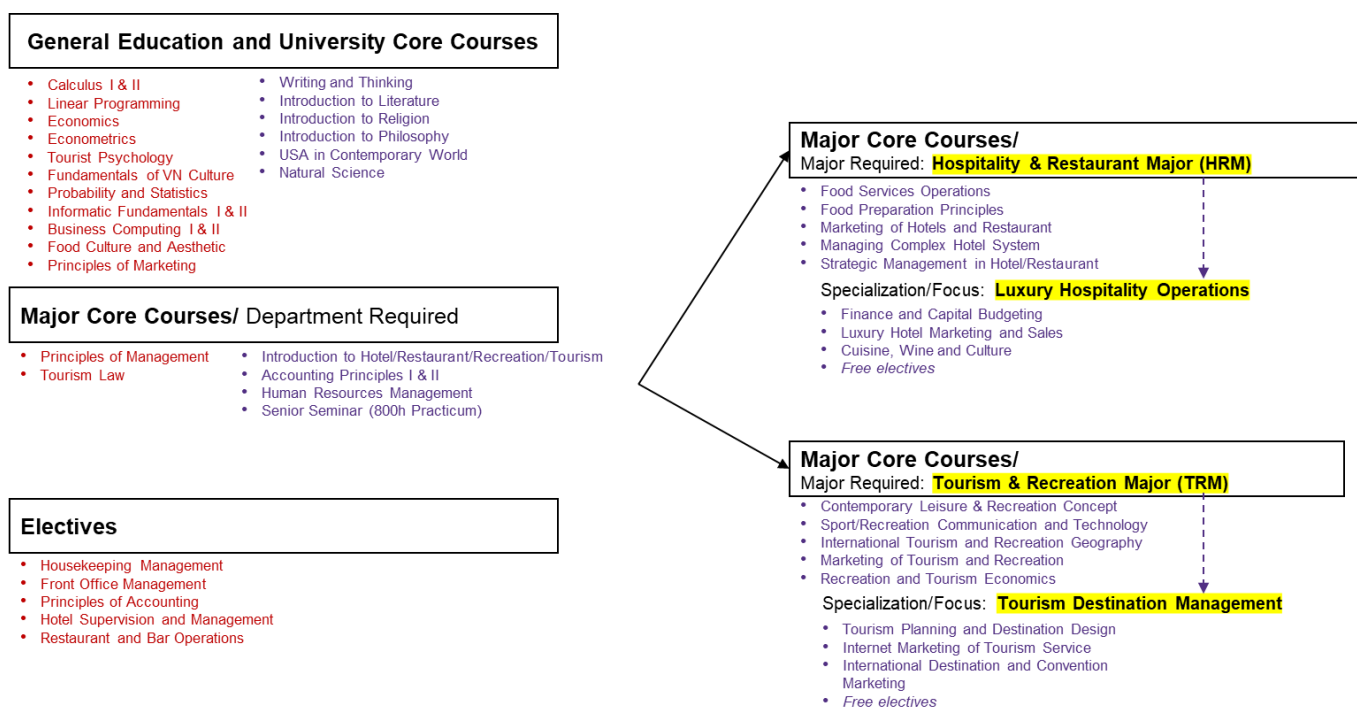 General Education and University Core Courses
• Calculus I & II
• Linear Programming
• Economics
• Econometrics
• Tourist Psychology
• Fundamentals of VN Culture
• Probability and Statistics
• Informatic Fundamentals I & II
• Business Computing I & II
• Food Culture and Aesthetic
• Principles of Marketing
• Writing and Thinking
• Introduction to Literature
• Introduction to Religion
• Introduction to Philosophy
• USA in Contemporary World
• Natural Science
Major Core Courses/ Department Required
• Principles of Management
• Tourism Law
• Introduction to Hotel/Restaurant/Recreation/Tourism
• Accounting Principles I & II
• Human Resources Management
• Senior Seminar (800h Practicum)
Electives
• Housekeeping Management
• Front Office Management
• Principles of Accounting
• Hotel Supervision and Management
• Restaurant and Bar Operations
Major Core Courses/
Major Required: Hospitality & Restaurant Major (HRM)
• Food Services Operations
• Food Preparation Principles
• Marketing of Hotels and Restaurant
• Managing Complex Hotel System
• Strategic Management in Hotel/Restaurant
Specialization/Focus: Luxury Hospitality Operations
• Finance and Capital Budgeting
• Luxury Hotel Marketing and Sales
• Cuisine, Wine and Culture
• Free electives
Major Core Courses/
Major Required: Tourism & Recreation Major (TRM)
• Contemporary Leisure & Recreation Concept
• Sport/Recreation Communication and Technology
• International Tourism and Recreation Geography
• Marketing of Tourism and Recreation
• Recreation and Tourism Economics
Specialization/Focus: Tourism Destination Management
• Tourism Planning and Destination Design
• Internet Marketing of Tourism Service
• International Destination and Convention
Marketing
• Free electives